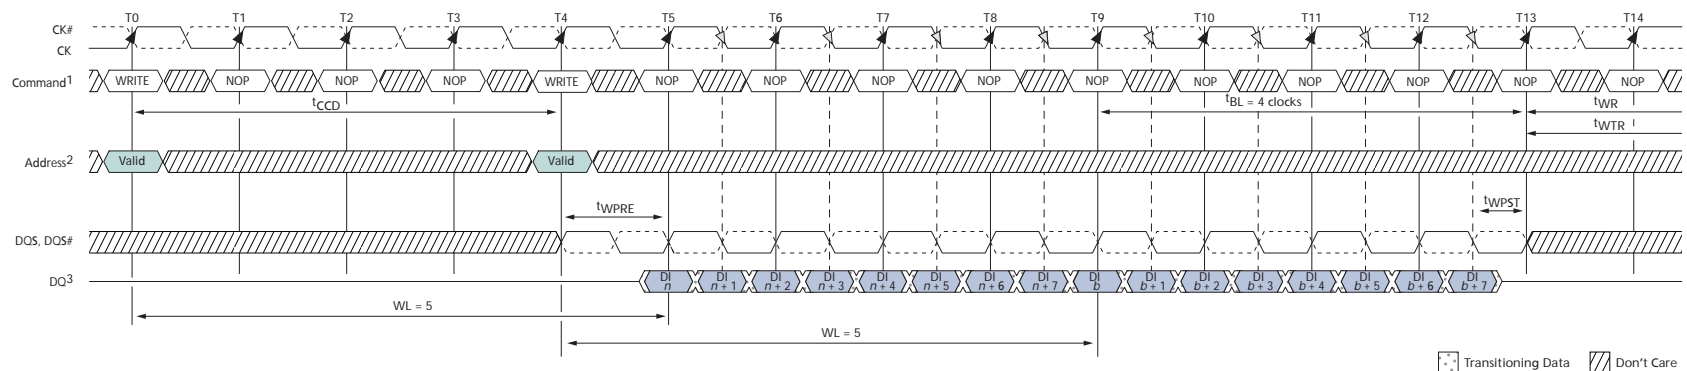 T0 T1 T2 T3 T4 T5 T6 T7 T8 T9 T10 T11 T12 T13 T14
CK#
CK
Command1 WRITE NOP NOP NOP WRITE NOP NOP NOP NOP NOP NOP NOP NOP NOP NOP
tCCD tBL = 4 clocks tWR
tWTR
Address2 Valid Valid
tWPRE tWPST
DQS, DQS#
DQ3 DI n DI n + 1 DI n + 2 DI n + 3 DI n + 4 DI n + 5 DI n + 6 DI n + 7 DI b DI b + 1 DI b + 2 DI b + 3 DI b + 4 DI b + 5 DI b + 6 DI b + 7
WL = 5
WL = 5
Transitioning Data Don't Care